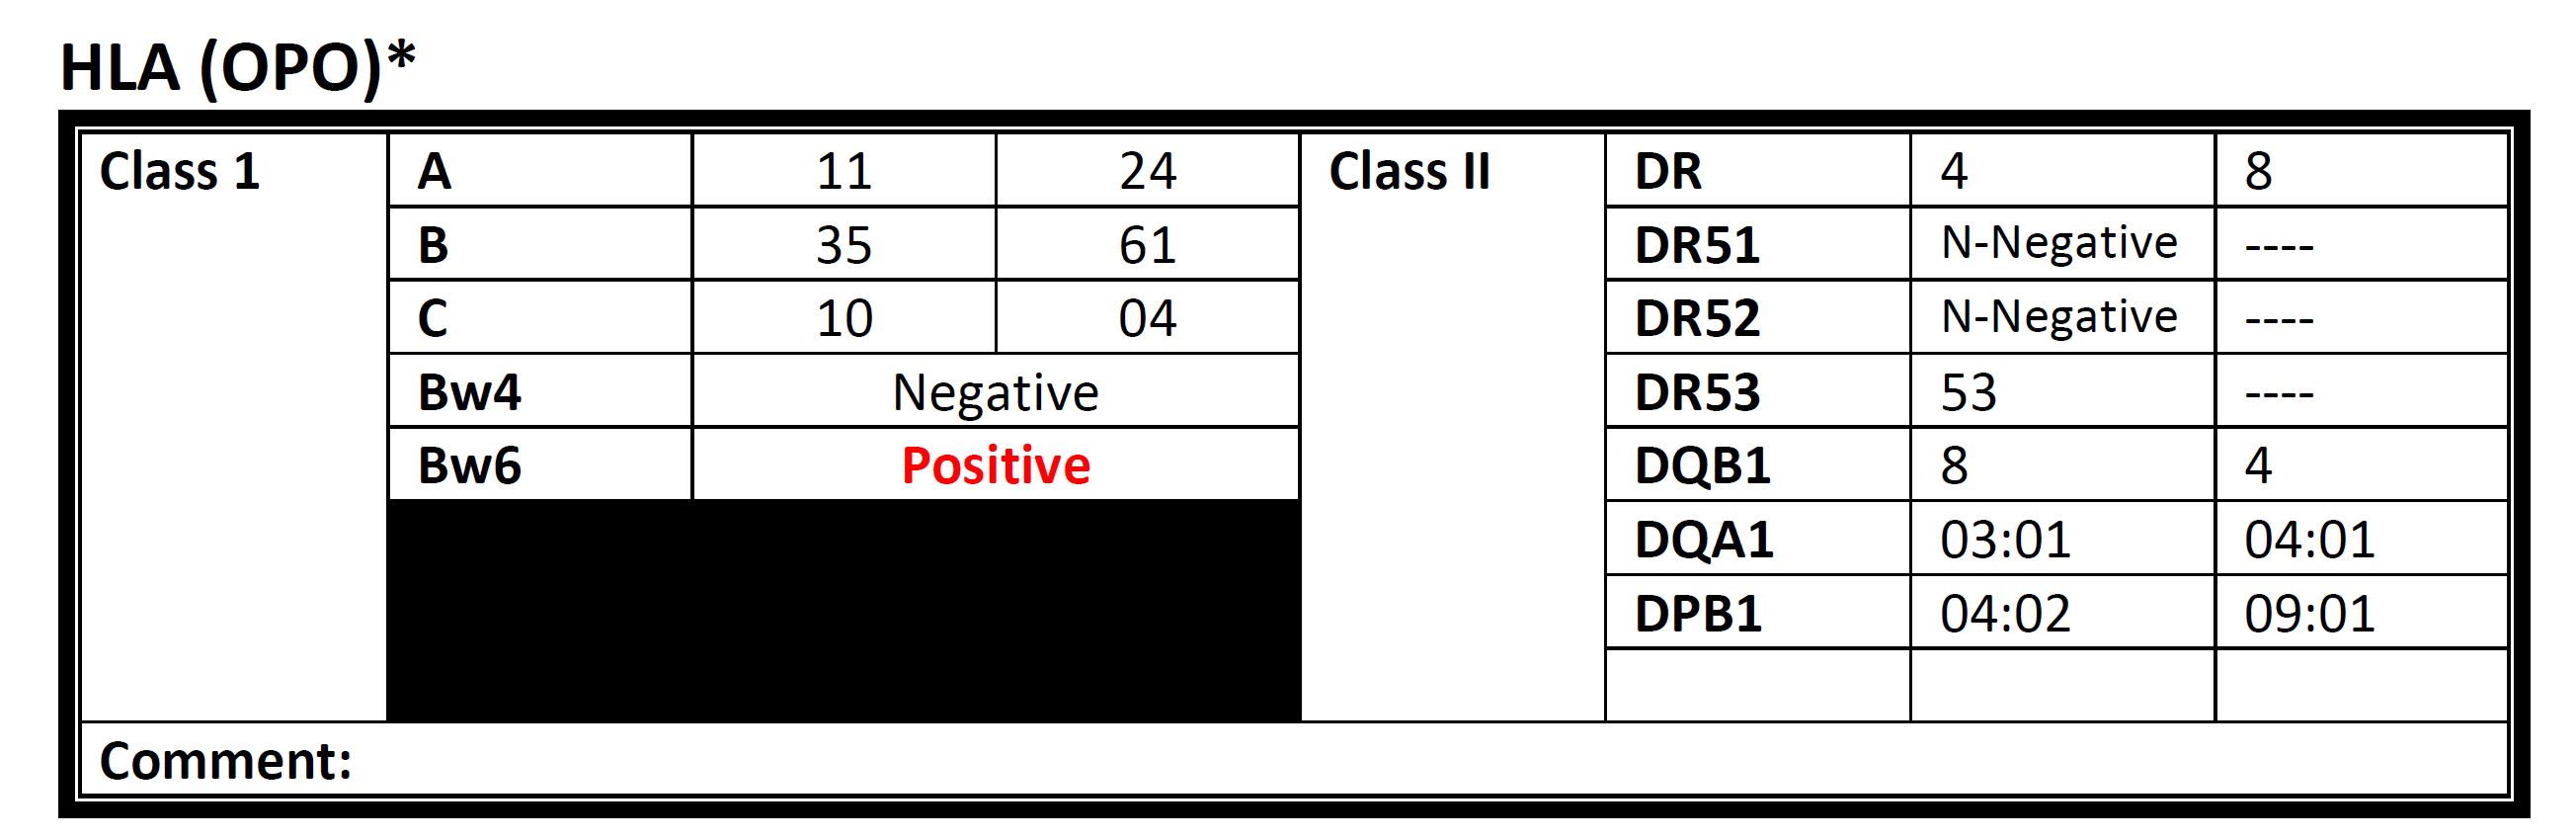 HLA (OPO)*
Class 1 A 11 24 Class II DR 4 8
B 35 61 DR51 N-Negative ----
C 10 04 DR52 N-Negative ----
Bw4 Negative DR53 53 ----
Bw6 Positive DQB1 8 4
DQA1 03:01 04:01
DPB1 04:02 09:01
Comment: